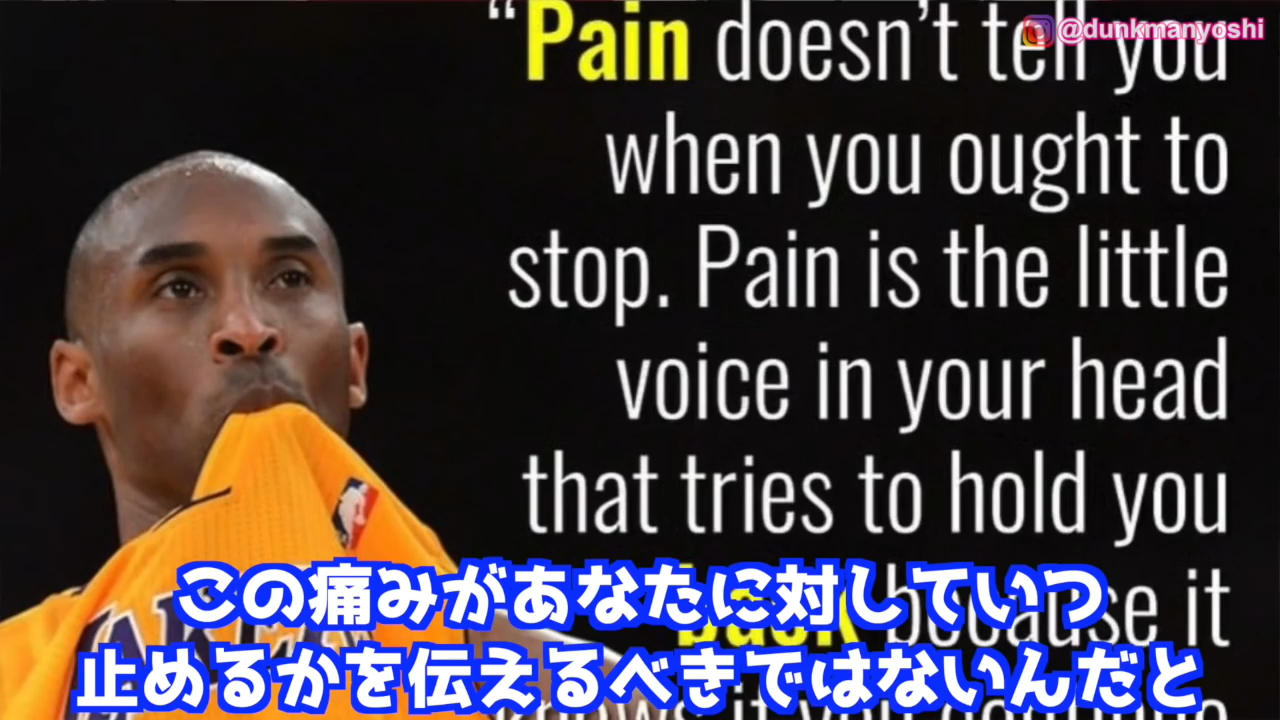 @dunkmanyoshi
“Pain doesn’t tell you
when you ought to
stop. Pain is the little
voice in your head
that tries to hold you
back because it
この痛みがあなたに対していつ
止めるかを伝えるべきではないんだと